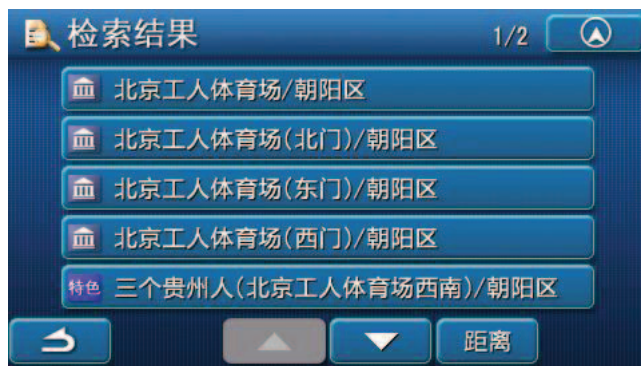 检索结果 1/2
北京工人体育场/朝阳区
北京工人体育场(北门)/朝阳区
北京工人体育场(东门)/朝阳区
北京工人体育场(西门)/朝阳区
特色 三个贵州人(北京工人体育场西南)/朝阳区
距离